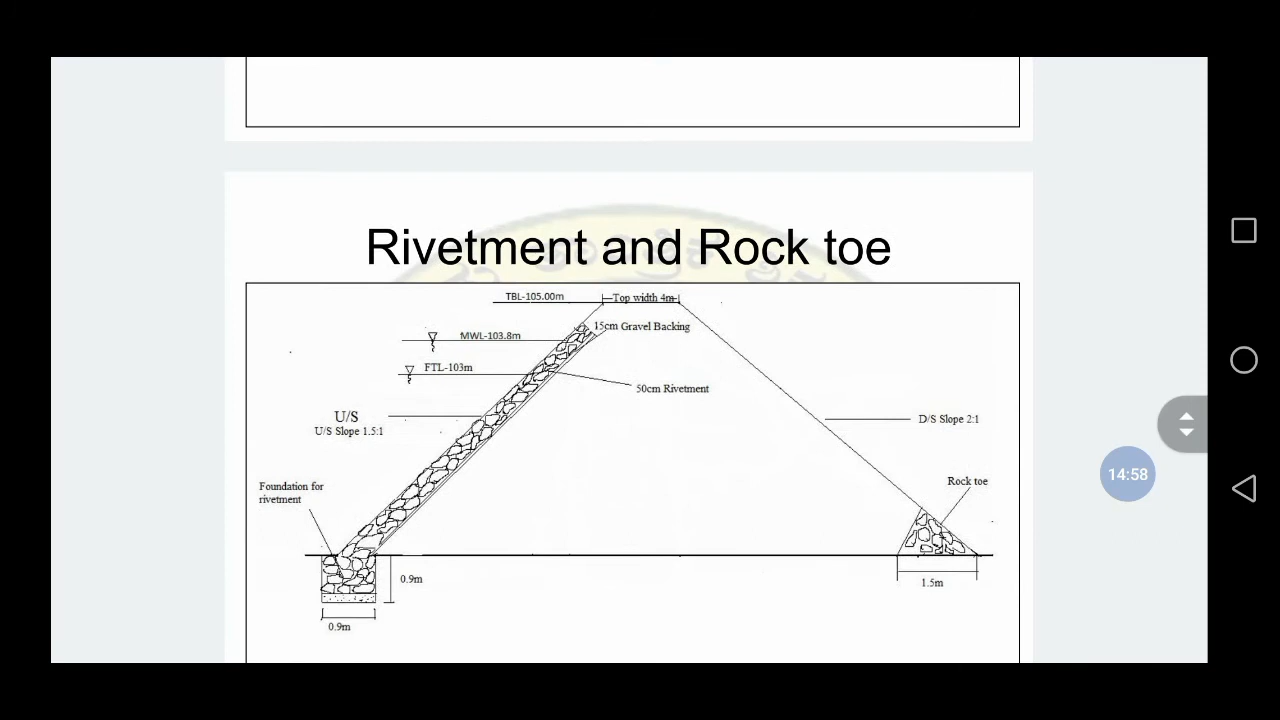 Rivetment and Rock toe
TBL-105.00m
Top width 4m
15cm Gravel Backing
MWL-103.8m
FTL-103m
50cm Rivetment
U/S
U/S Slope 1.5:1
D/S Slope 2:1
Foundation for
rivetment
Rock toe
14:58
0.9m
1.5m
0.9m